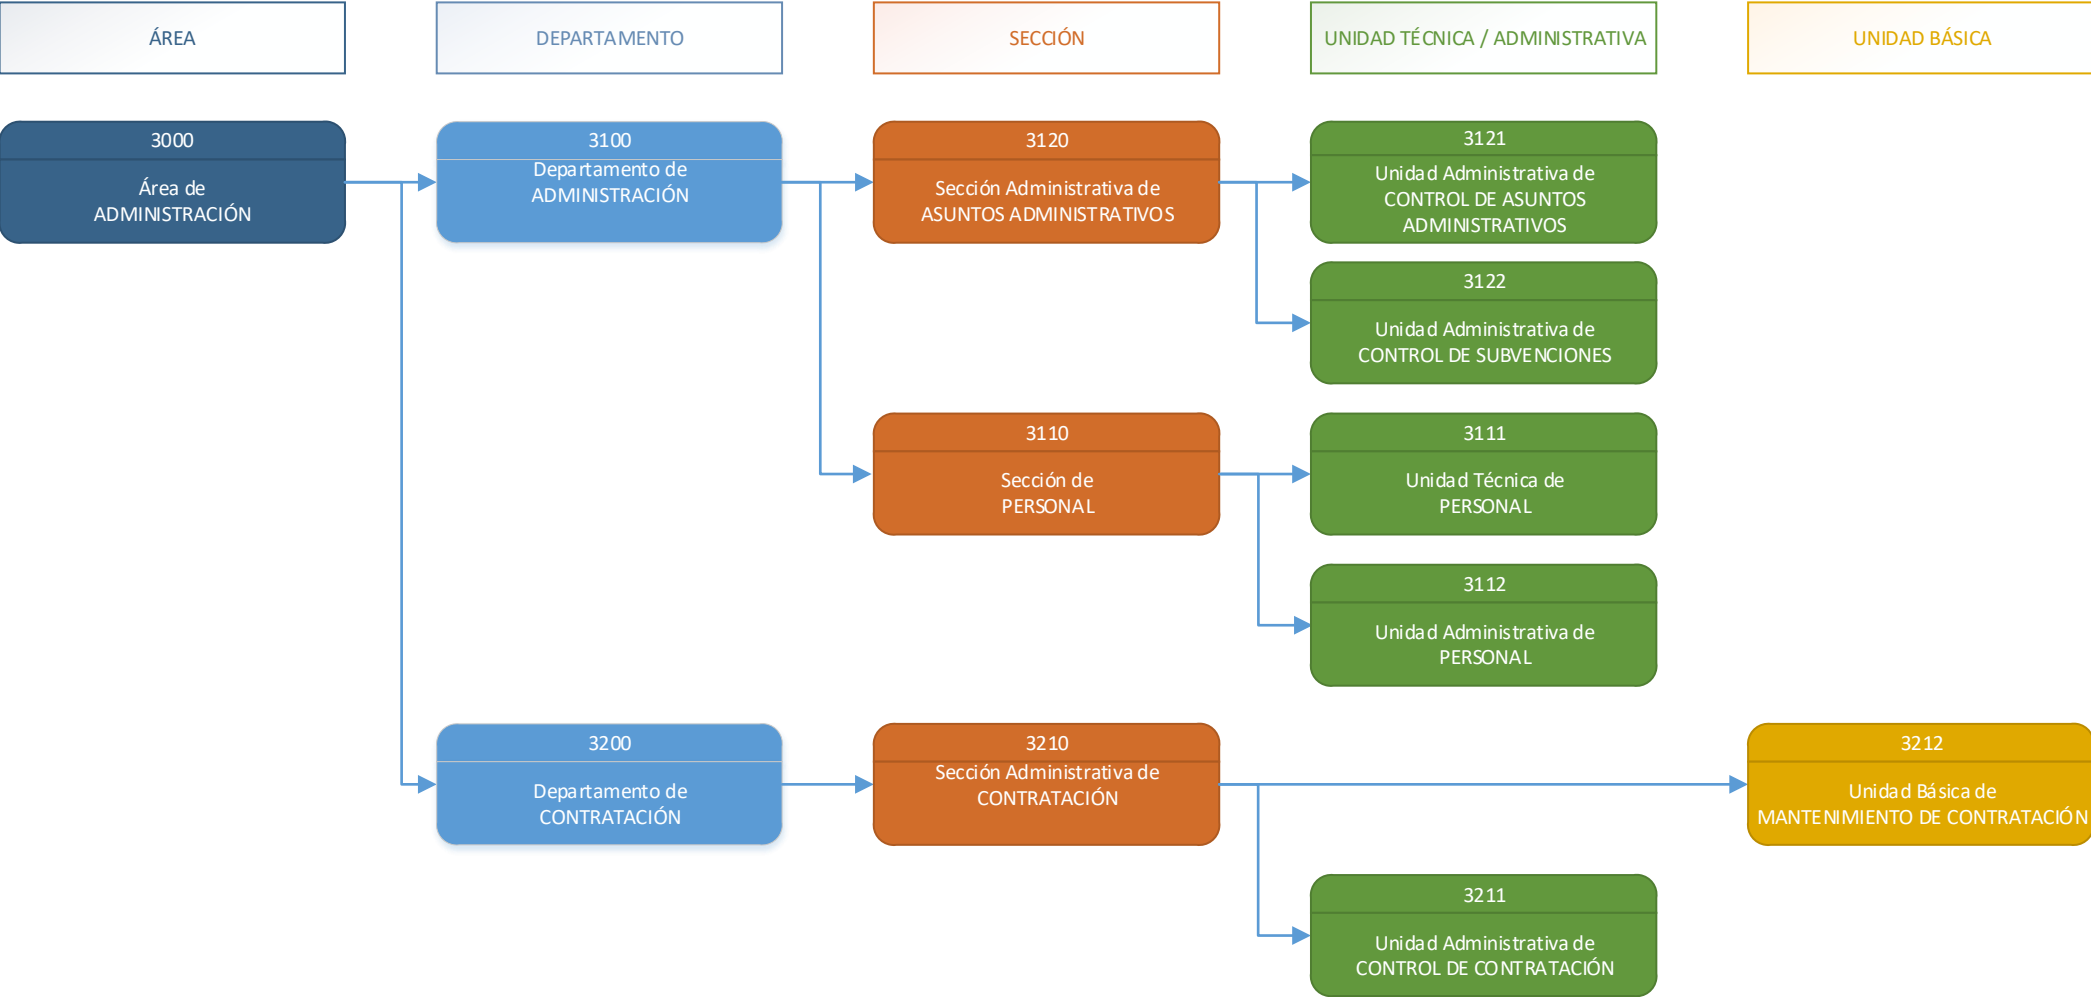 ÁREA
DEPARTAMENTO
SECCIÓN
UNIDAD TÉCNICA / ADMINISTRATIVA
UNIDAD BÁSICA
3000
Área de
ADMINISTRACIÓN
3100
Departamento de
ADMINISTRACIÓN
3120
Sección Administrativa de
ASUNTOS ADMINISTRATIVOS
3121
Unidad Administrativa de
CONTROL DE ASUNTOS
ADMINISTRATIVOS
3122
Unidad Administrativa de
CONTROL DE SUBVENCIONES
3110
Sección de
PERSONAL
3111
Unidad Técnica de
PERSONAL
3112
Unidad Administrativa de
PERSONAL
3200
Departamento de
CONTRATACIÓN
3210
Sección Administrativa de
CONTRATACIÓN
3212
Unidad Básica de
MANTENIMIENTO DE CONTRATACIÓN
3211
Unidad Administrativa de
CONTROL DE CONTRATACIÓN